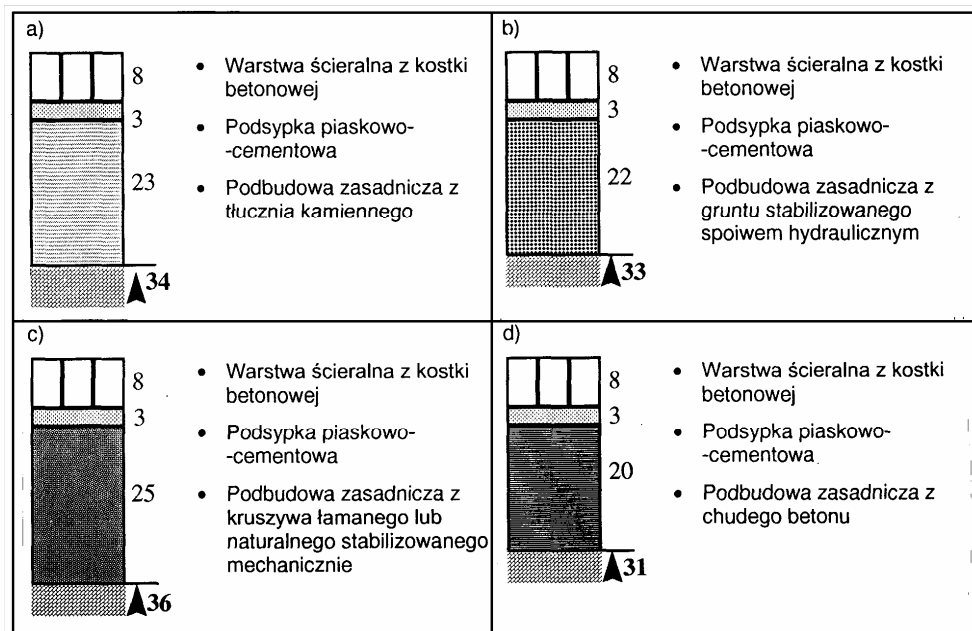 a)
8
3
23
34
• Warstwa ścieralna z kostki
betonowej
• Podsypka piaskowo-
-cementowa
• Podbudowa zasadnicza z
tłucznia kamiennego
b)
8
3
22
33
• Warstwa ścieralna z kostki
betonowej
• Podsypka piaskowo-
-cementowa
• Podbudowa zasadnicza z
gruntu stabilizowanego
spoiwem hydraulicznym
c)
8
3
25
36
• Warstwa ścieralna z kostki
betonowej
• Podsypka piaskowo-
-cementowa
• Podbudowa zasadnicza z
kruszywa łamanego lub
naturalnego stabilizowanego
mechanicznie
d)
8
3
20
31
• Warstwa ścieralna z kostki
betonowej
• Podsypka piaskowo-
-cementowa
• Podbudowa zasadnicza z
chudego betonu